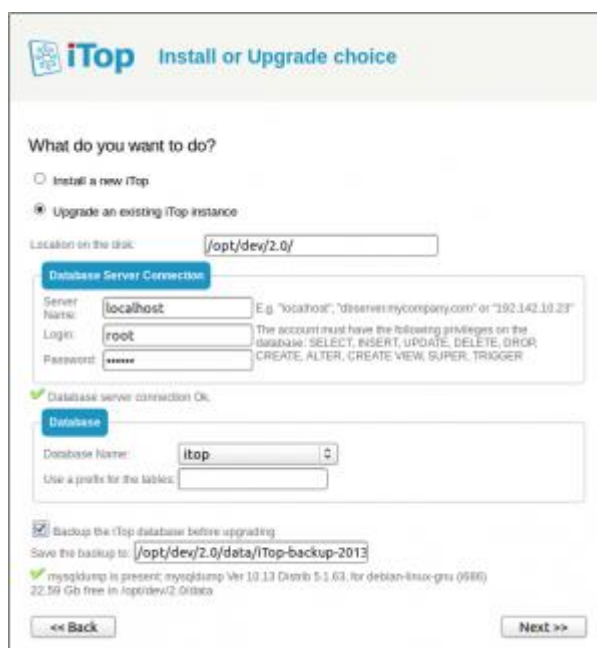 iTop Install or Upgrade choice
What do you want to do?
Install a new iTop
Upgrade an existing iTop instance
Location on the disk: /opt/dev/2.0/
Database Server Connection
Server Name: localhost E.g. "localhost", "dbserver.mycompany.com" or "192.142.10.23"
Login: root The account must have the following privileges on the
database: SELECT, INSERT, UPDATE, DELETE, DROP,
Password: •••••• CREATE, ALTER, CREATE VIEW, SUPER, TRIGGER
Database server connection Ok.
Database
Database Name: itop
Use a prefix for the tables:
Backup the iTop database before upgrading
Save the backup to: /opt/dev/2.0/data/iTop-backup-2013
mysqldump is present: mysqldump Ver 10.13 Distrib 5.1.63, for debian-linux-gnu (i686)
22.59 Gb free in /opt/dev/2.0/data
<< Back
Next >>